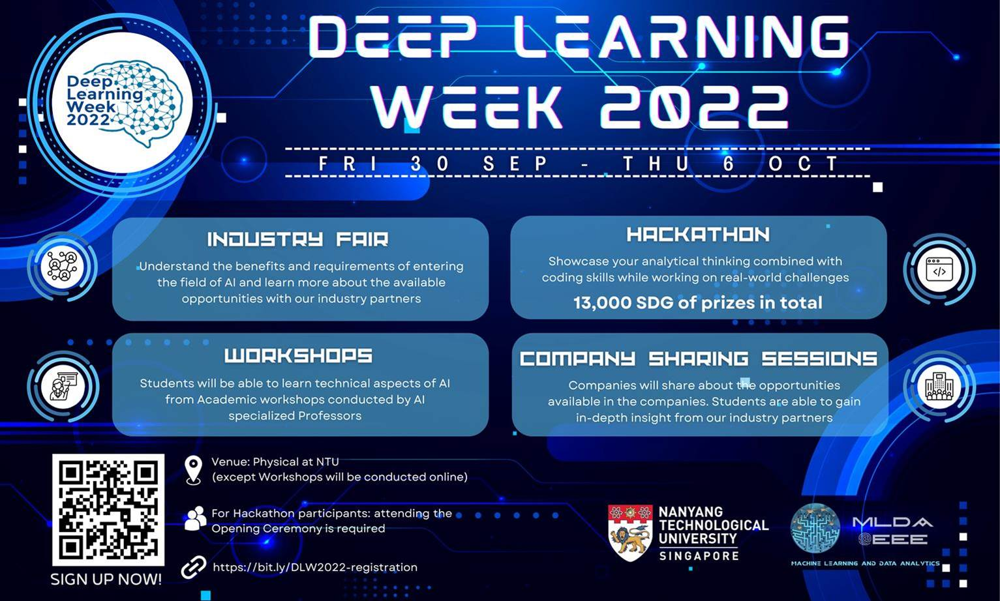 Deep
Learning
Week
2022
DEEP LEARNING
WEEK 2022
FRI 30 SEP - THU 6 OCT
INDUSTRY FAIR
Understand the benefits and requirements of entering
the field of AI and learn more about the available
opportunities with our industry partners
HACKATHON
Showcase your analytical thinking combined with
coding skills while working on real-world challenges
13,000 SDG of prizes in total
WORKSHOPS
Students will be able to learn technical aspects of AI
from Academic workshops conducted by AI
specialized Professors
COMPANY SHARING SESSIONS
Companies will share about the opportunities
available in the companies. Students are able to gain
in-depth insight from our industry partners
SIGN UP NOW!
Venue: Physical at NTU
(except Workshops will be conducted online)
For Hackathon participants: attending the
Opening Ceremony is required
https://bit.ly/DLW2022-registration
NANYANG
TECHNOLOGICAL
UNIVERSITY
SINGAPORE
MLDA
@EEE
MACHINE LEARNING AND DATA ANALYTICS